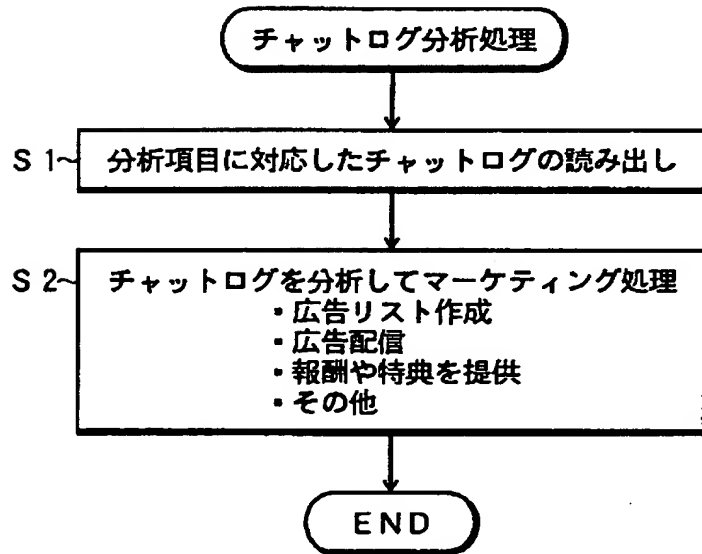 チャットログ分析処理
S 1~ 分析項目に対応したチャットログの読み出し
S 2~ チャットログを分析してマーケティング処理
・広告リスト作成
・広告配信
・報酬や特典を提供
・その他
END